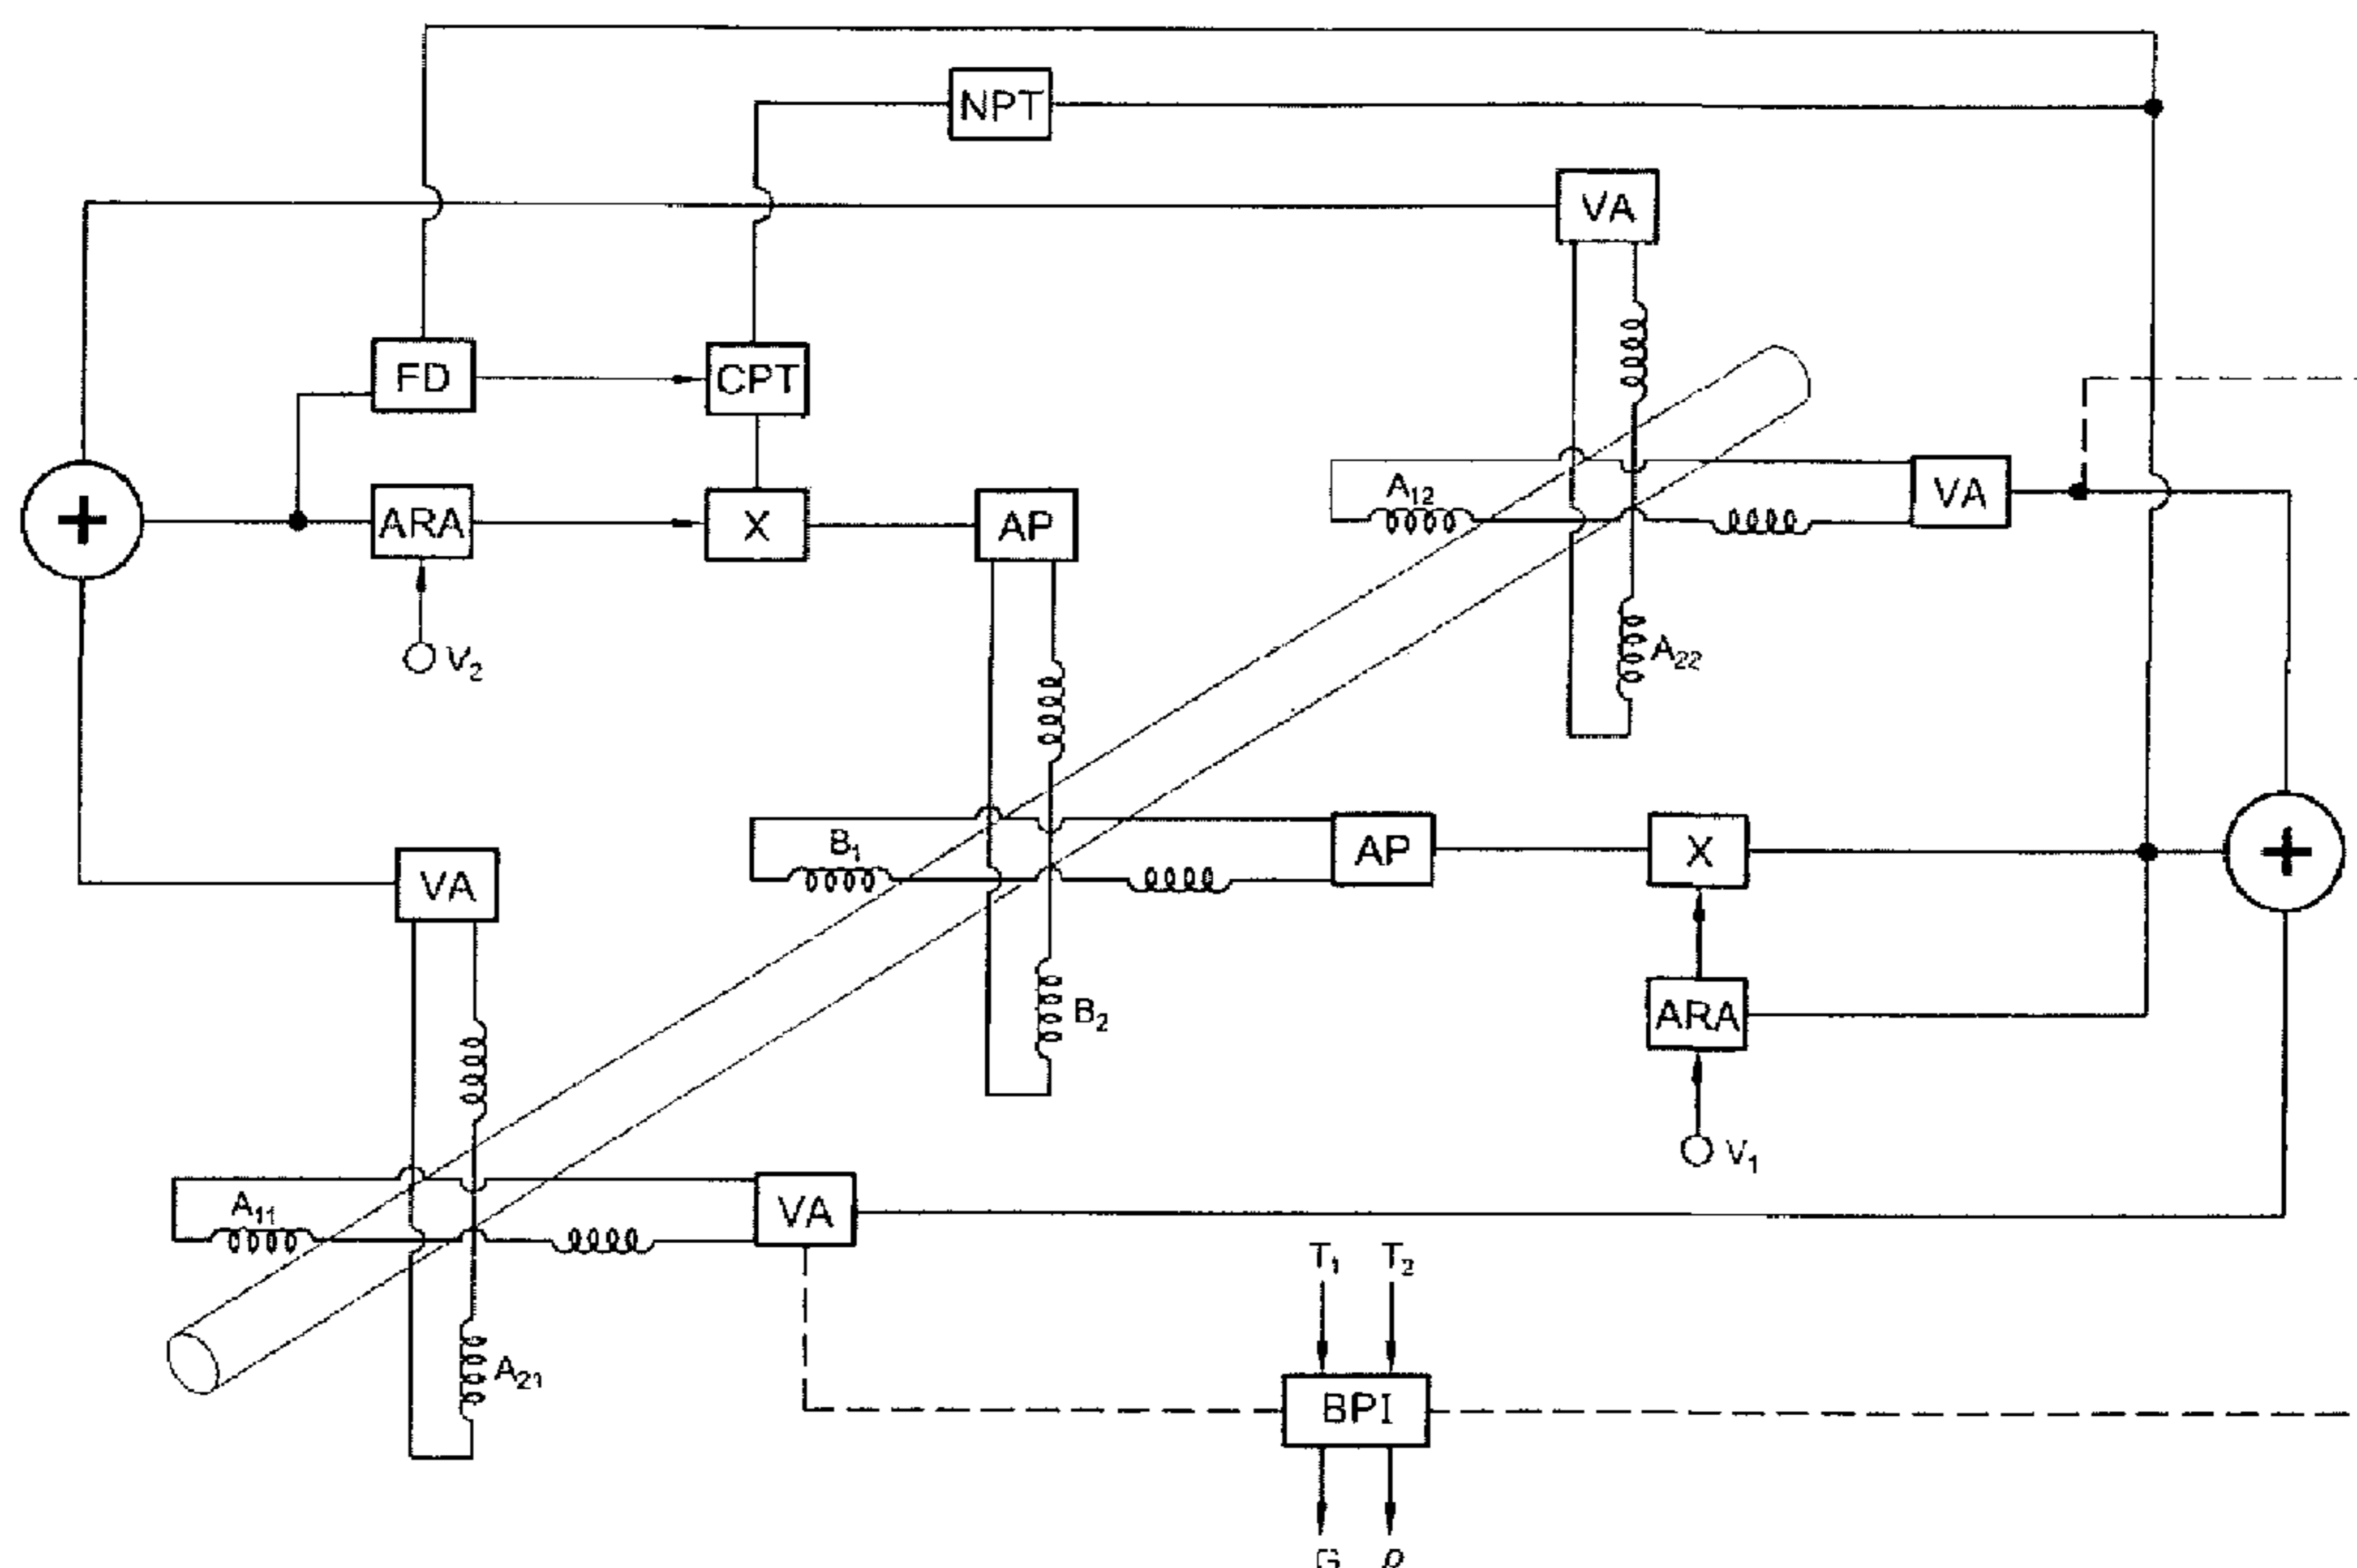 NPT
VA
FD
CPT
+
ARA
X
AP
A₁₂
VA
V₂
A₂₂
B₁
AP
X
+
VA
B₂
ARA
V₁
A₁₁
VA
T₁ T₂
A₂₁
BPI
G ρ